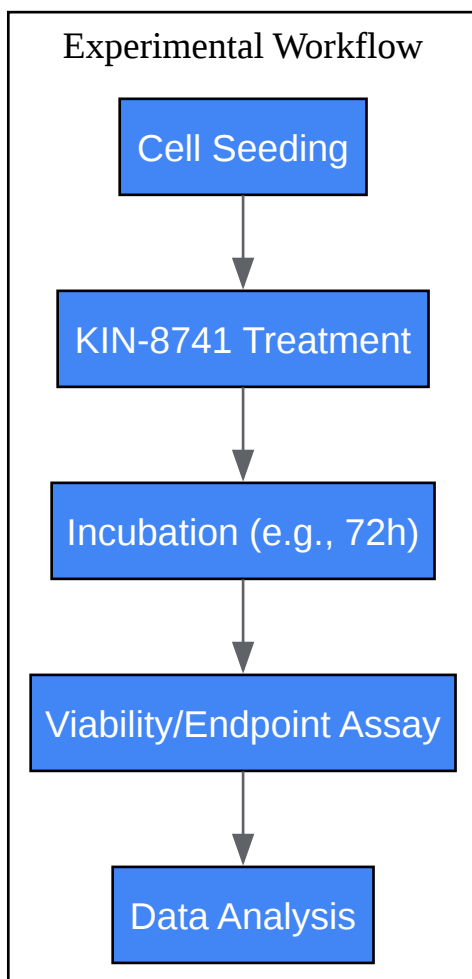 Experimental Workflow
Cell Seeding
KIN-8741 Treatment
Incubation (e.g., 72h)
Viability/Endpoint Assay
Data Analysis